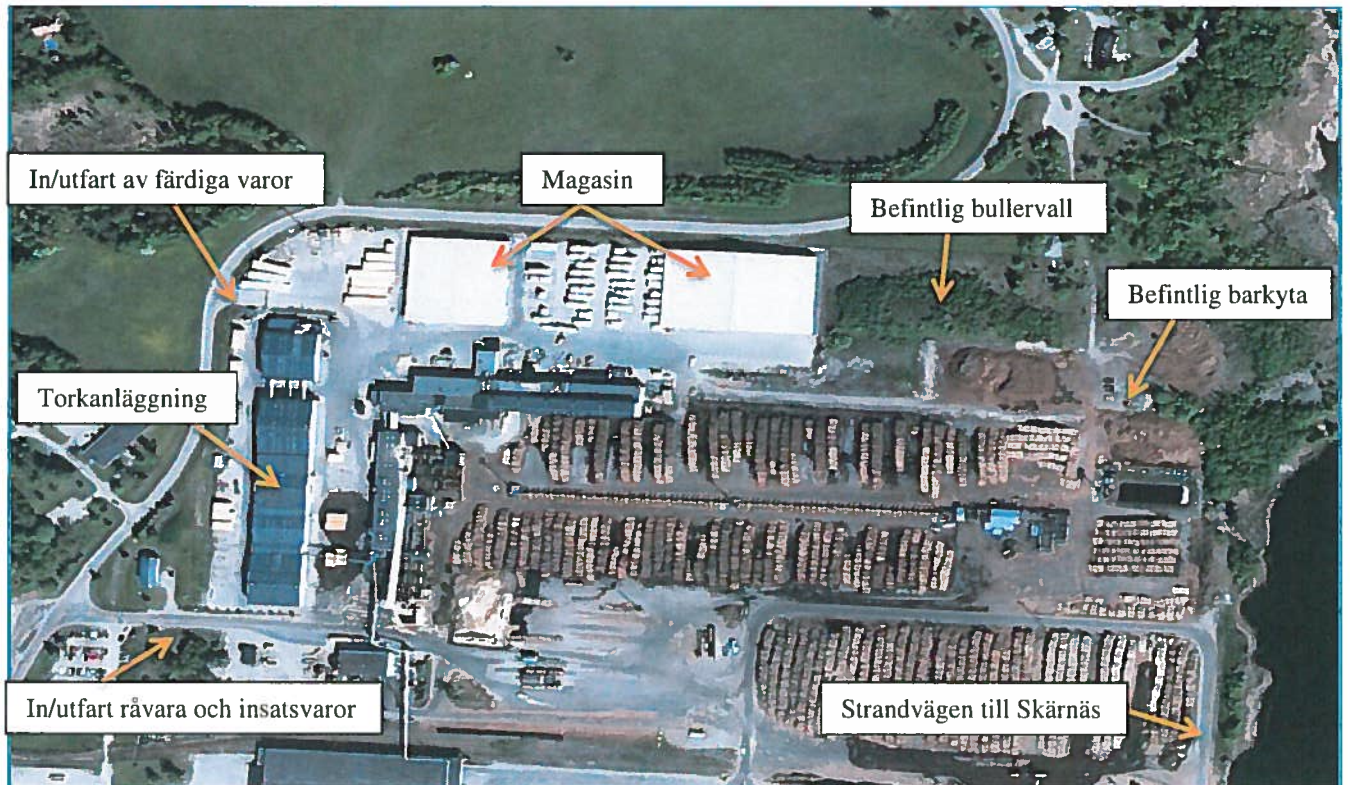 In/utfart av färdiga varor
Magasin
Befintlig bullervall
Befintlig barkyta
Torkanläggning
In/utfart råvara och insatsvaror
Strandvägen till Skärnäs